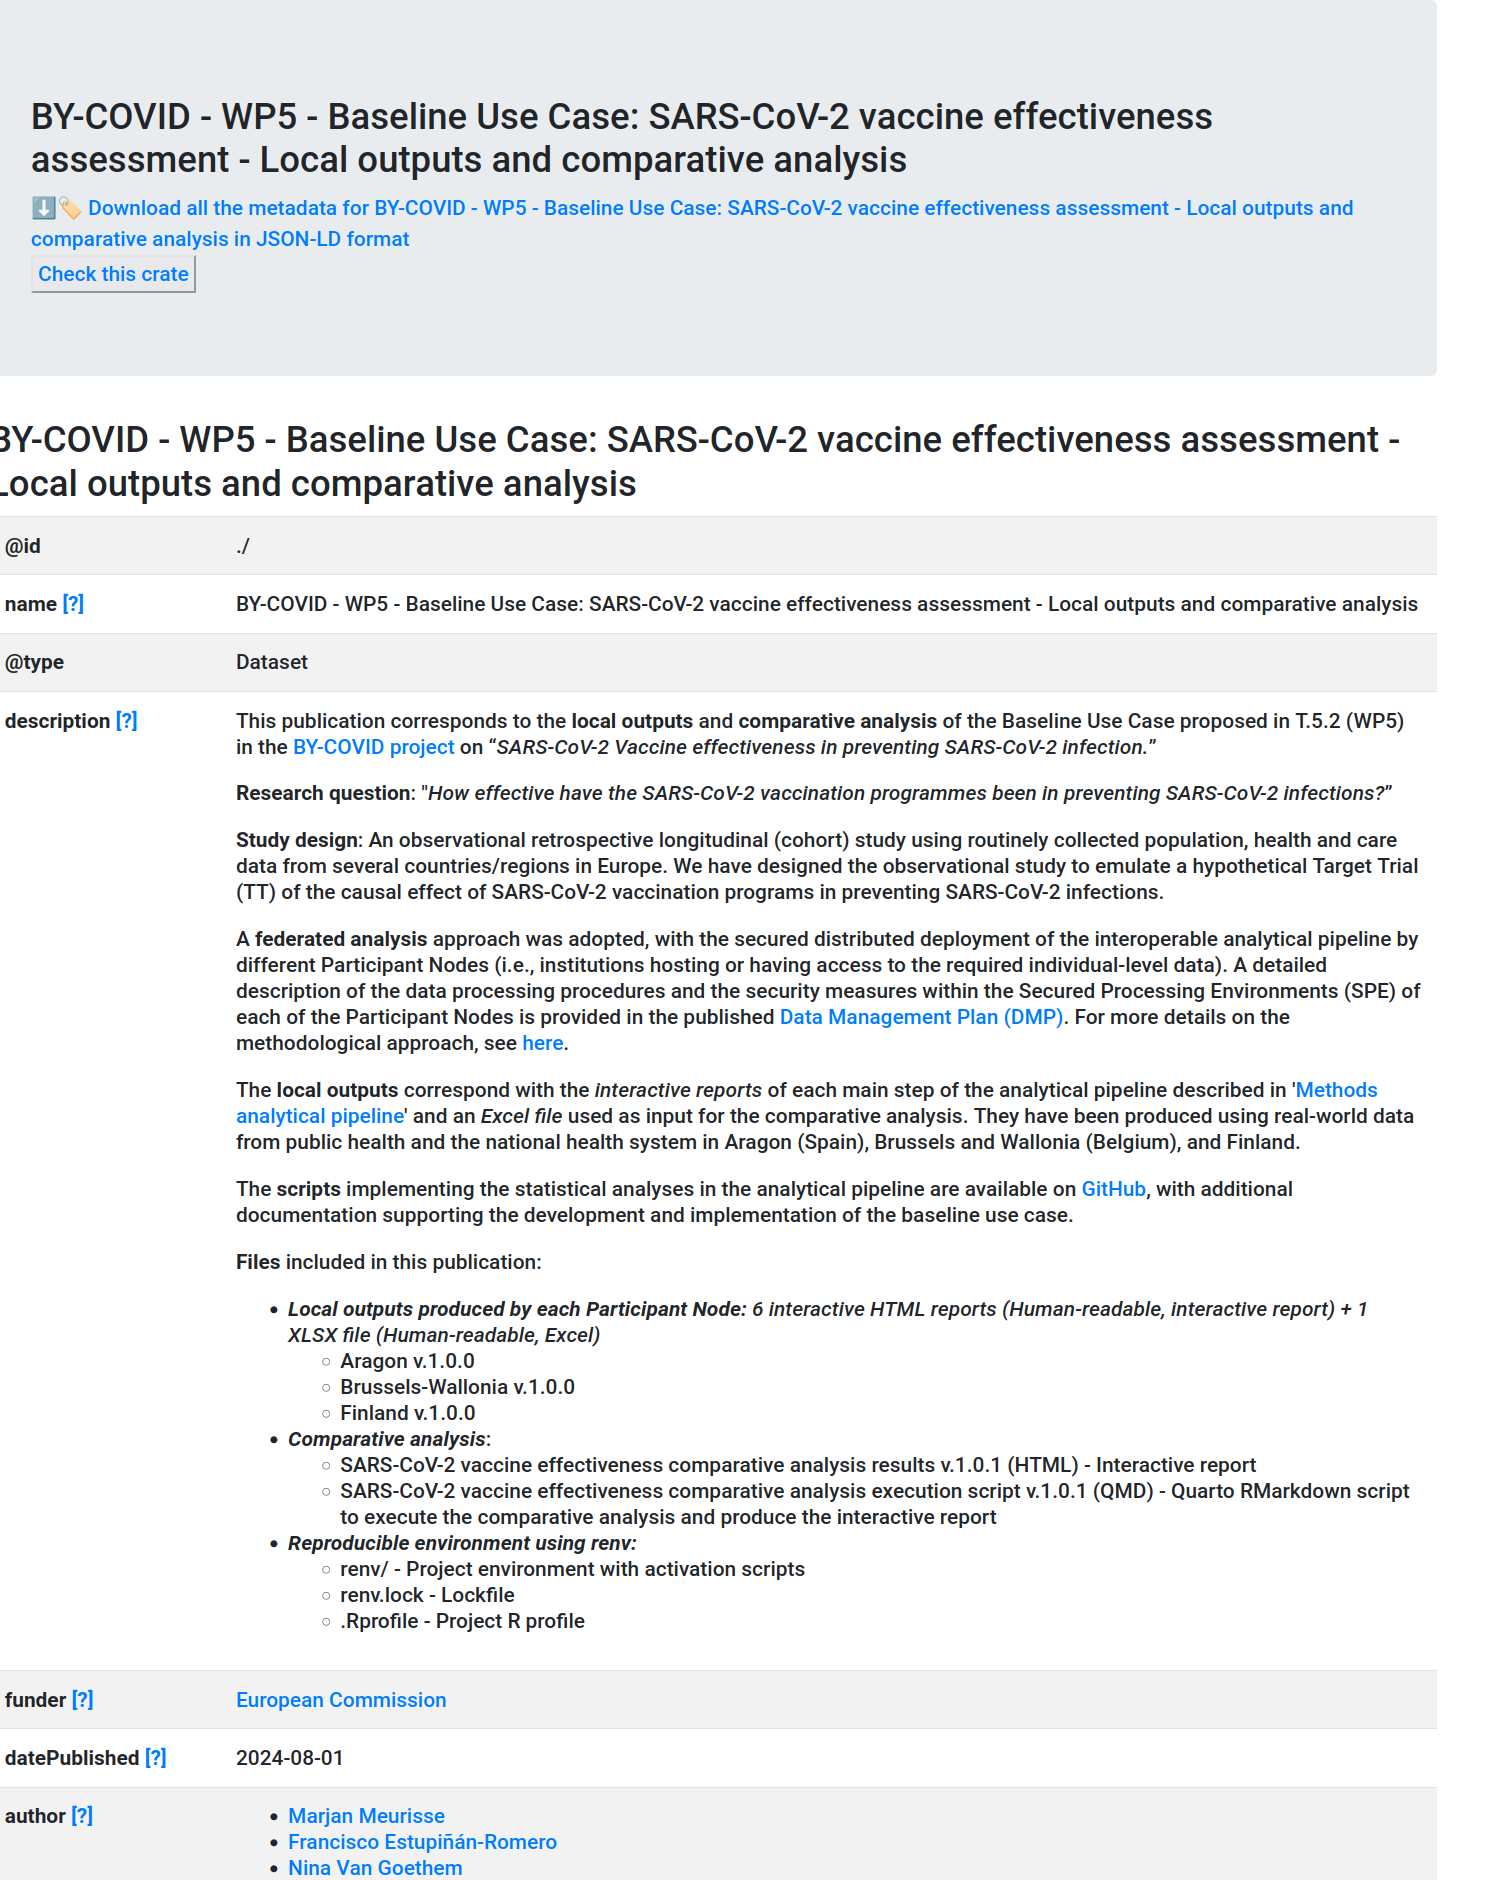 BY-COVID - WP5 - Baseline Use Case: SARS-CoV-2 vaccine effectiveness
assessment - Local outputs and comparative analysis
⬇️🏷️ Download all the metadata for BY-COVID - WP5 - Baseline Use Case: SARS-CoV-2 vaccine effectiveness assessment - Local outputs and
comparative analysis in JSON-LD format
Check this crate
BY-COVID - WP5 - Baseline Use Case: SARS-CoV-2 vaccine effectiveness assessment -
Local outputs and comparative analysis
@id ./
name [?] BY-COVID - WP5 - Baseline Use Case: SARS-CoV-2 vaccine effectiveness assessment - Local outputs and comparative analysis
@type Dataset
description [?] This publication corresponds to the local outputs and comparative analysis of the Baseline Use Case proposed in T.5.2 (WP5)
in the BY-COVID project on “SARS-CoV-2 Vaccine effectiveness in preventing SARS-CoV-2 infection.”
Research question: "How effective have the SARS-CoV-2 vaccination programmes been in preventing SARS-CoV-2 infections?”
Study design: An observational retrospective longitudinal (cohort) study using routinely collected population, health and care
data from several countries/regions in Europe. We have designed the observational study to emulate a hypothetical Target Trial
(TT) of the causal effect of SARS-CoV-2 vaccination programs in preventing SARS-CoV-2 infections.
A federated analysis approach was adopted, with the secured distributed deployment of the interoperable analytical pipeline by
different Participant Nodes (i.e., institutions hosting or having access to the required individual-level data). A detailed
description of the data processing procedures and the security measures within the Secured Processing Environments (SPE) of
each of the Participant Nodes is provided in the published Data Management Plan (DMP). For more details on the
methodological approach, see here.
The local outputs correspond with the interactive reports of each main step of the analytical pipeline described in 'Methods
analytical pipeline' and an Excel file used as input for the comparative analysis. They have been produced using real-world data
from public health and the national health system in Aragon (Spain), Brussels and Wallonia (Belgium), and Finland.
The scripts implementing the statistical analyses in the analytical pipeline are available on GitHub, with additional
documentation supporting the development and implementation of the baseline use case.
Files included in this publication:
• Local outputs produced by each Participant Node: 6 interactive HTML reports (Human-readable, interactive report) + 1
XLSX file (Human-readable, Excel)
◦ Aragon v.1.0.0
◦ Brussels-Wallonia v.1.0.0
◦ Finland v.1.0.0
• Comparative analysis:
◦ SARS-CoV-2 vaccine effectiveness comparative analysis results v.1.0.1 (HTML) - Interactive report
◦ SARS-CoV-2 vaccine effectiveness comparative analysis execution script v.1.0.1 (QMD) - Quarto RMarkdown script
to execute the comparative analysis and produce the interactive report
• Reproducible environment using renv:
◦ renv/ - Project environment with activation scripts
◦ renv.lock - Lockfile
◦ .Rprofile - Project R profile
funder [?] European Commission
datePublished [?] 2024-08-01
author [?] • Marjan Meurisse
• Francisco Estupiñán-Romero
• Nina Van Goethem